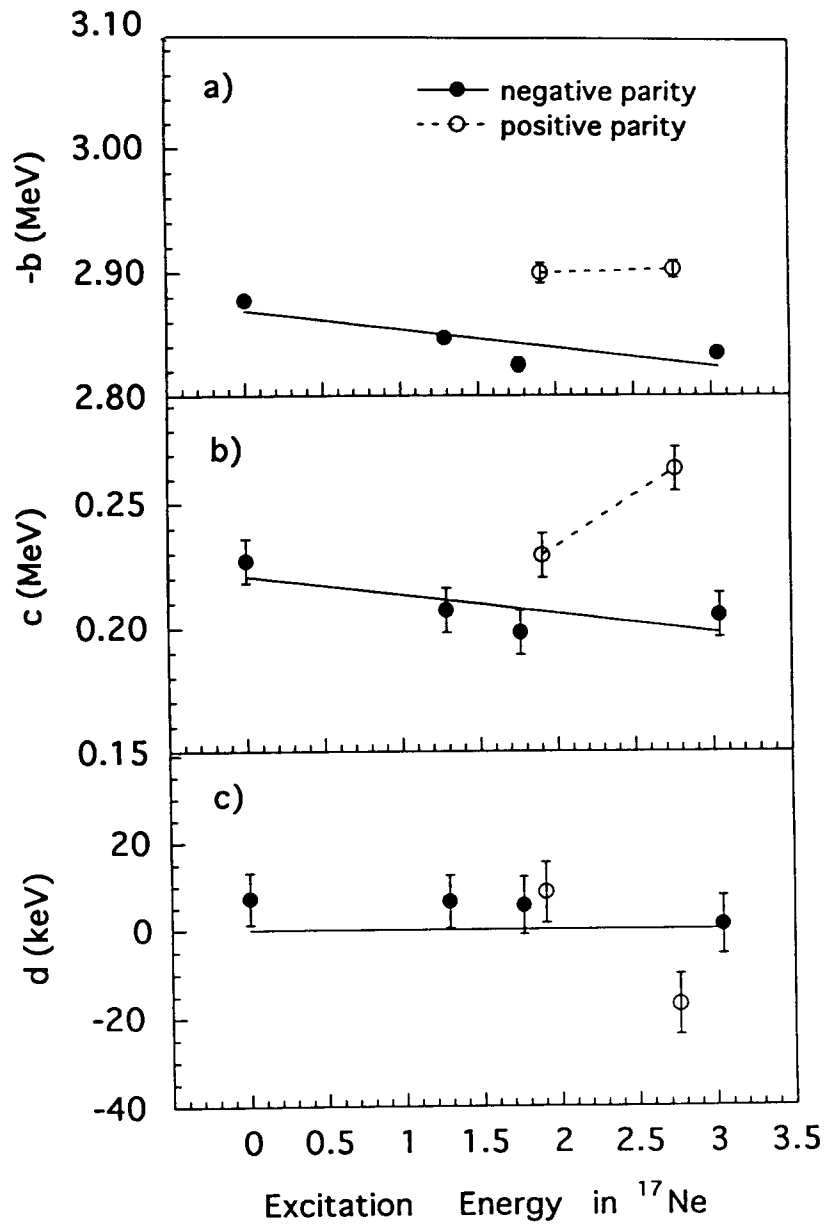 3.10
a)
negative parity
positive parity
3.00
-b (MeV)
2.90
2.80
b)
0.25
c (MeV)
0.20
0.15
c)
20
d (keV)
0
-20
-40
0 0.5 1 1.5 2 2.5 3 3.5
Excitation Energy in ¹⁷Ne